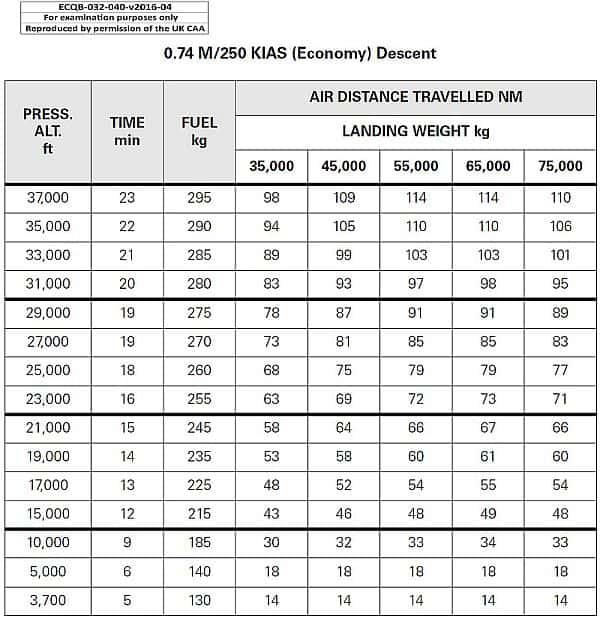 ECQB-032-040-v2016-04
For examination purposes only
Reproduced by permission of the UK CAA
0.74 M/250 KIAS (Economy) Descent
PRESS. ALT. ft TIME min FUEL kg AIR DISTANCE TRAVELLED NM
LANDING WEIGHT kg
35,000 45,000 55,000 65,000 75,000
37,000 23 295 98 109 114 114 110
35,000 22 290 94 105 110 110 106
33,000 21 285 89 99 103 103 101
31,000 20 280 83 93 97 98 95
29,000 19 275 78 87 91 91 89
27,000 19 270 73 81 85 85 83
25,000 18 260 68 75 79 79 77
23,000 16 255 63 69 72 73 71
21,000 15 245 58 64 66 67 66
19,000 14 235 53 58 60 61 60
17,000 13 225 48 52 54 55 54
15,000 12 215 43 46 48 49 48
10,000 9 185 30 32 33 34 33
5,000 6 140 18 18 18 18 18
3,700 5 130 14 14 14 14 14